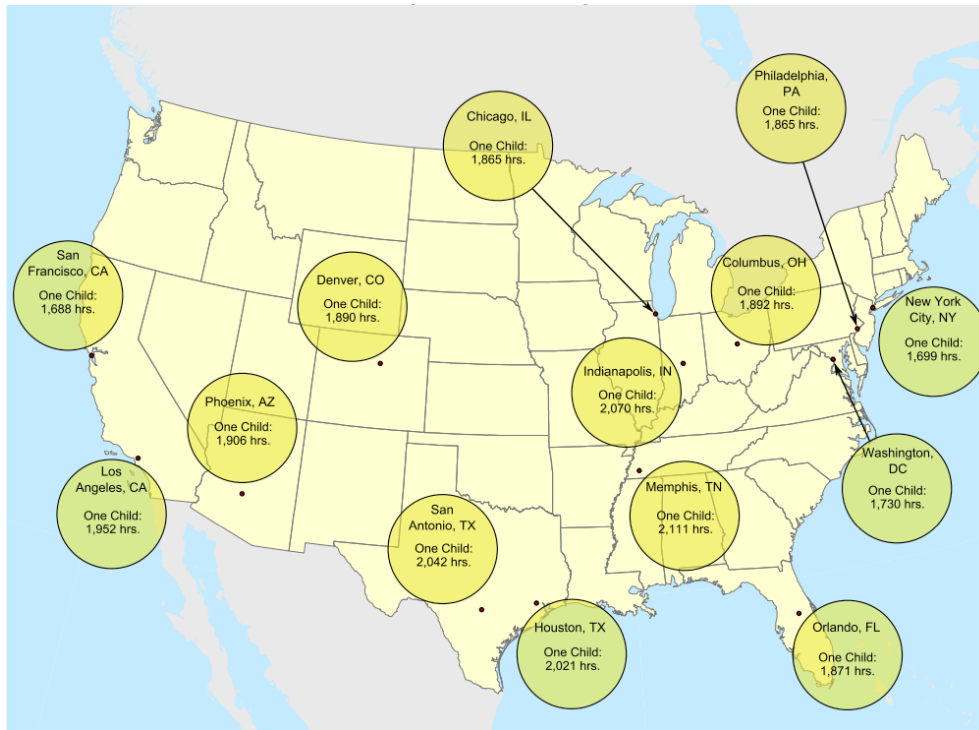 Philadelphia,
PA
One Child:
1,865 hrs.
Chicago, IL
One Child:
1,865 hrs.
San
Francisco, CA
One Child:
1,688 hrs.
Denver, CO
One Child:
1,890 hrs.
Columbus, OH
One Child:
1,892 hrs.
New York
City, NY
One Child:
1,699 hrs.
Indianapolis, IN
One Child:
2,070 hrs.
Phoenix, AZ
One Child:
1,906 hrs.
Los
Angeles, CA
One Child:
1,952 hrs.
San
Antonio, TX
One Child:
2,042 hrs.
Memphis, TN
One Child:
2,111 hrs.
Washington,
DC
One Child:
1,730 hrs.
Houston, TX
One Child:
2,021 hrs.
Orlando, FL
One Child:
1,871 hrs.